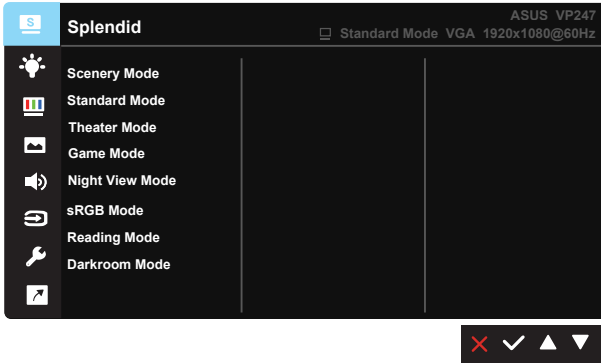 S
Splendid
ASUS VP247
Standard Mode VGA 1920x1080@60Hz
Scenery Mode
Standard Mode
Theater Mode
Game Mode
Night View Mode
sRGB Mode
Reading Mode
Darkroom Mode